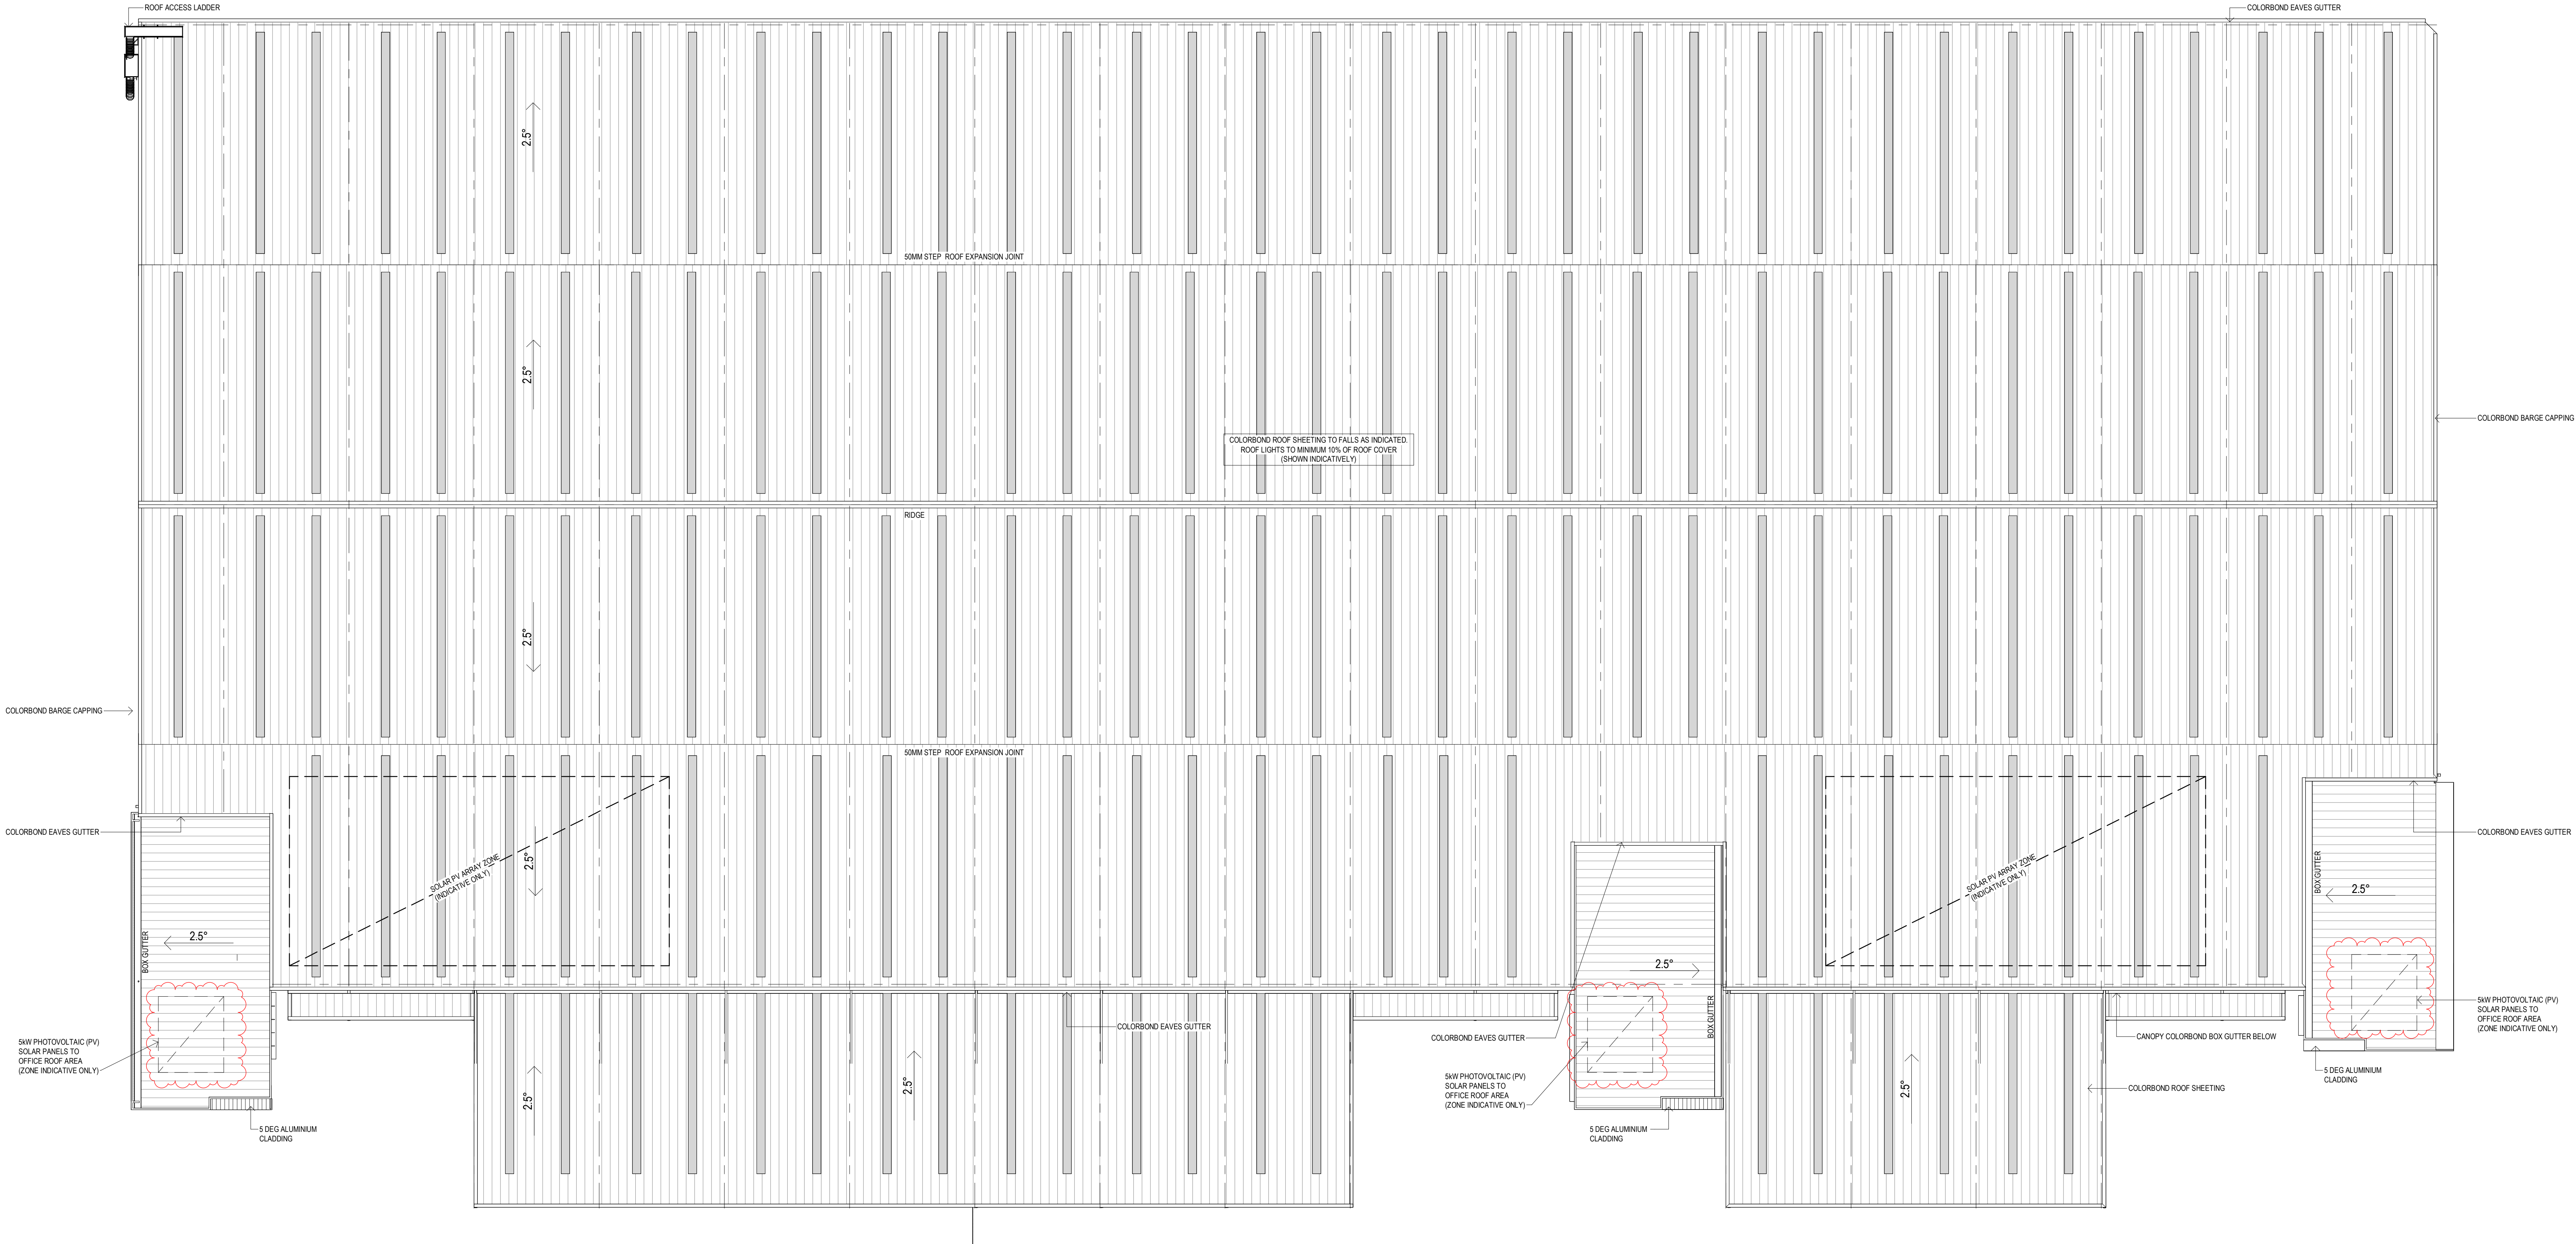 ROOF ACCESS LADDER
COLORBOND EAVES GUTTER
2.5°
50MM STEP ROOF EXPANSION JOINT
2.5°
COLORBOND BARGE CAPPING
COLORBOND ROOF SHEETING TO FALLS AS INDICATED.
ROOF LIGHTS TO MINIMUM 10% OF ROOF COVER
(SHOWN INDICATIVELY)
RIDGE
2.5°
COLORBOND BARGE CAPPING
50MM STEP ROOF EXPANSION JOINT
COLORBOND EAVES GUTTER
SOLAR PV ARRAY ZONE
(INDICATIVE ONLY)
2.5°
SOLAR PV ARRAY ZONE
(INDICATIVE ONLY)
COLORBOND EAVES GUTTER
BOX GUTTER
2.5°
BOX GUTTER
2.5°
2.5°
BOX GUTTER
5kW PHOTOVOLTAIC (PV)
SOLAR PANELS TO
OFFICE ROOF AREA
(ZONE INDICATIVE ONLY)
5 DEG ALUMINIUM
CLADDING
2.5°
COLORBOND EAVES GUTTER
2.5°
COLORBOND EAVES GUTTER
5kW PHOTOVOLTAIC (PV)
SOLAR PANELS TO
OFFICE ROOF AREA
(ZONE INDICATIVE ONLY)
5 DEG ALUMINIUM
CLADDING
2.5°
CANOPY COLORBOND BOX GUTTER BELOW
COLORBOND ROOF SHEETING
5 DEG ALUMINIUM
CLADDING
5kW PHOTOVOLTAIC (PV)
SOLAR PANELS TO
OFFICE ROOF AREA
(ZONE INDICATIVE ONLY)